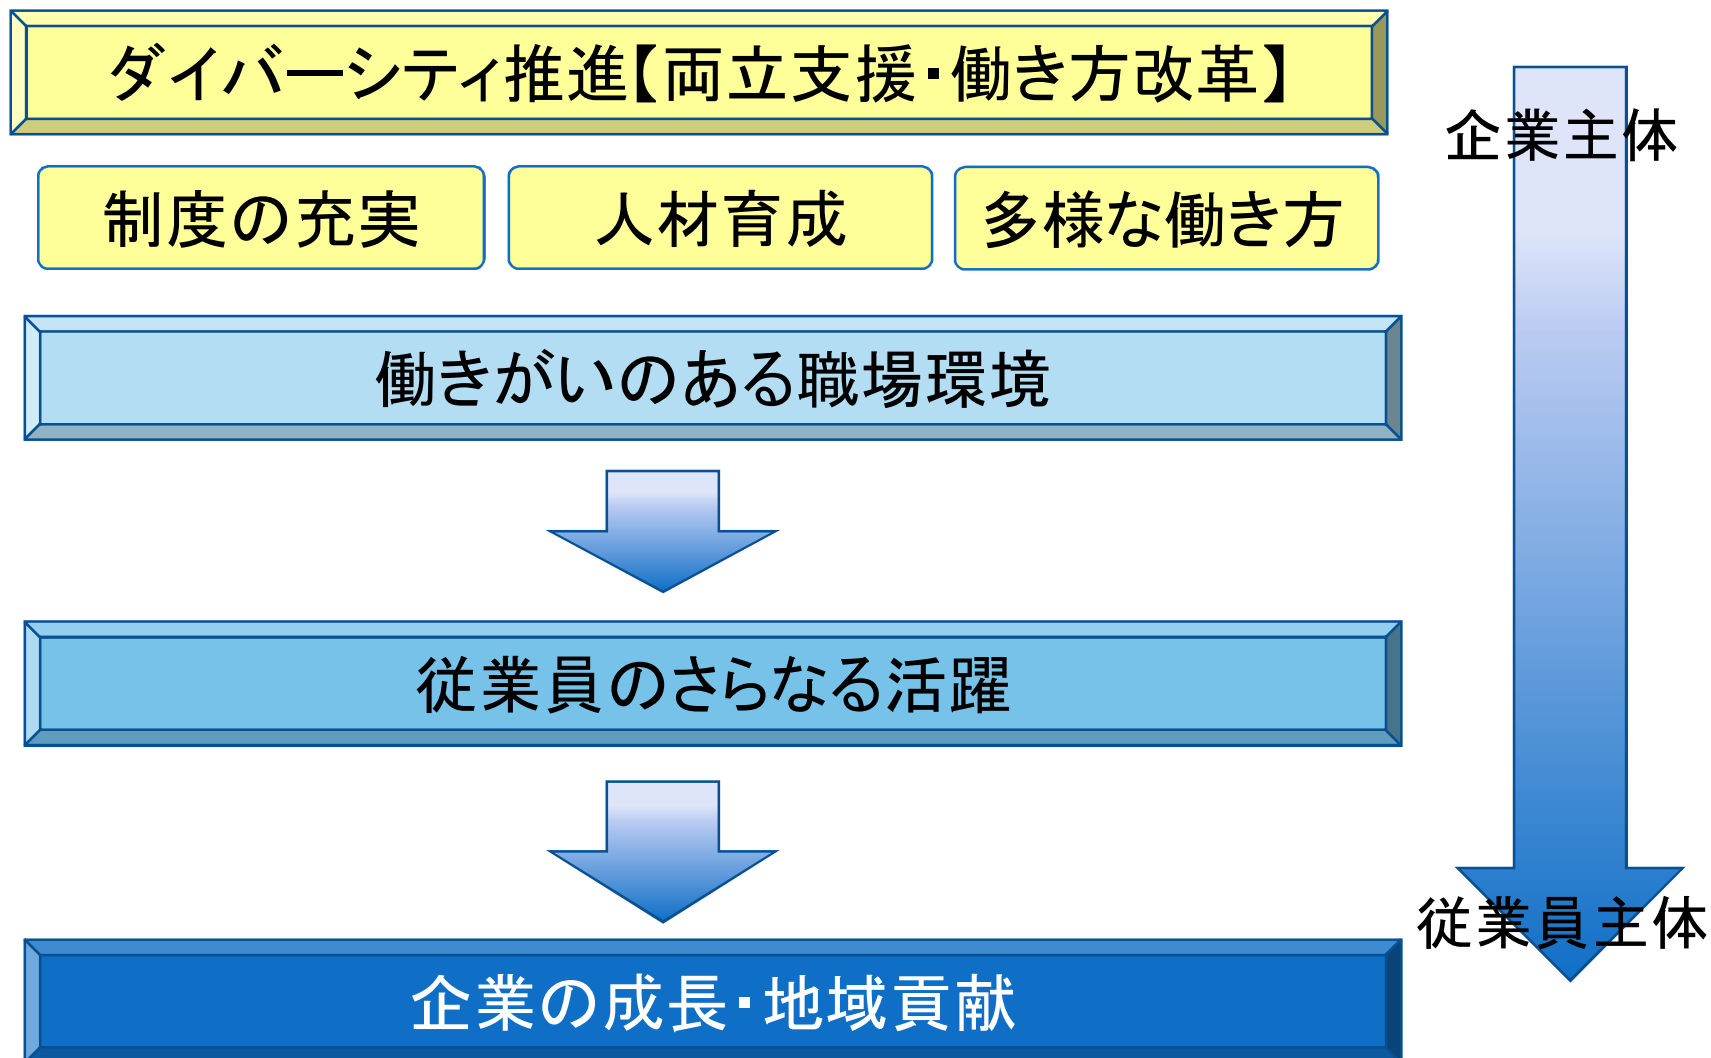 ダイバーシティ推進【両立支援・働き方改革】
企業主体
制度の充実
人材育成
多様な働き方
働きがいのある職場環境
従業員のさらなる活躍
従業員主体
企業の成長・地域貢献